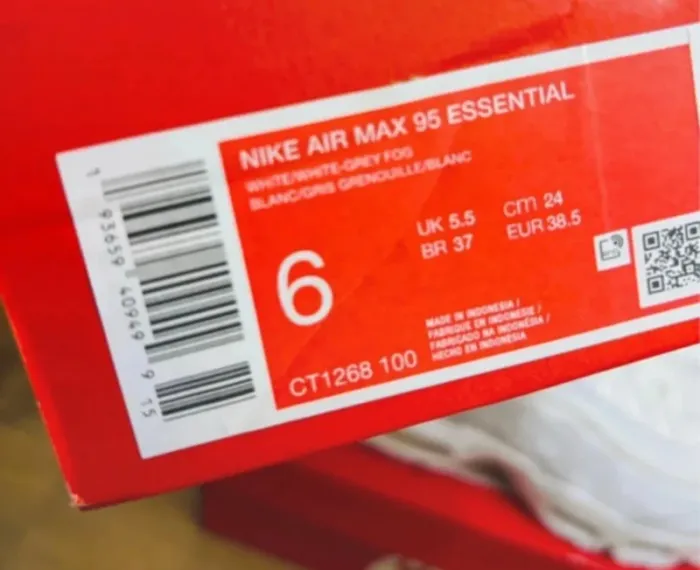 NIKE AIR MAX 95 ESSENTIAL
WHITE/WHITE-GREY FOG
BLANC/GRIS GRENOUILLE/BLANC
6
UK 5.5 cm 24
BR 37 EUR 38.5
MADE IN INDONESIA /
FABRIQUE EN INDONESIE /
FABRICADO NA INDONÉSIA /
HECHO EN INDONESIA
CT1268 100
1 93659 40949 9 15